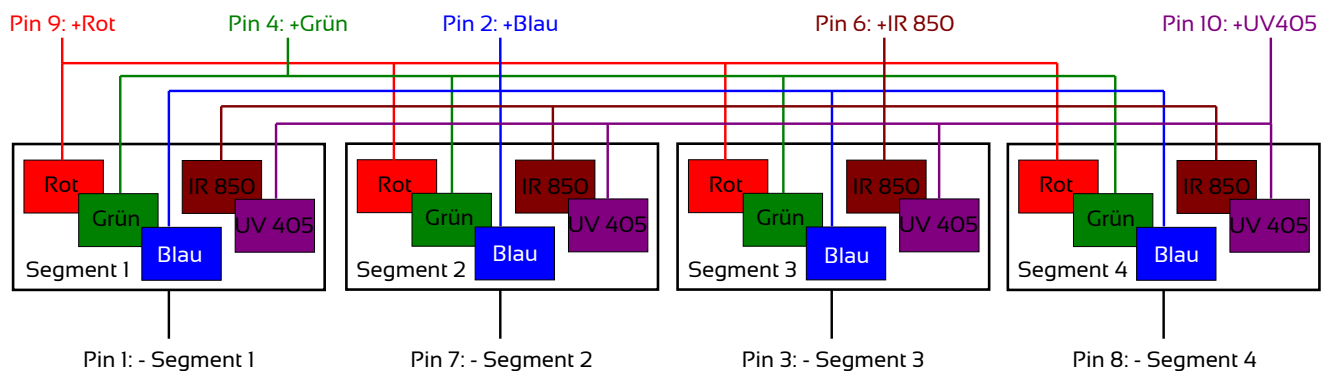 Pin 9: +Rot
Pin 4: +Grün
Pin 2: +Blau
Pin 6: +IR 850
Pin 10: +UV405
Rot
IR 850
Grün
UV 405
Blau
Segment 1
Rot
IR 850
Grün
UV 405
Blau
Segment 2
Rot
IR 850
Grün
UV 405
Blau
Segment 3
Rot
IR 850
Grün
UV 405
Blau
Segment 4
Pin 1: - Segment 1
Pin 7: - Segment 2
Pin 3: - Segment 3
Pin 8: - Segment 4